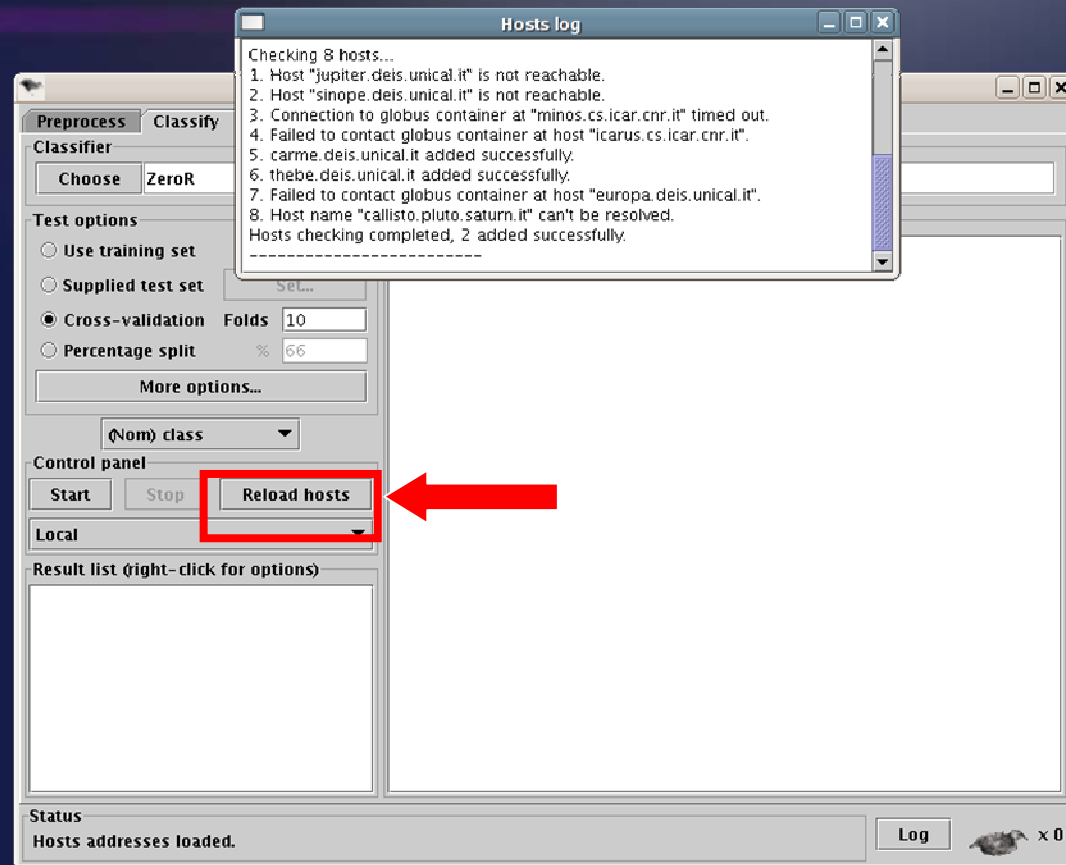 Hosts log
Checking 8 hosts...
1. Host "jupiter.deis.unical.it" is not reachable.
2. Host "sinope.deis.unical.it" is not reachable.
3. Connection to globus container at "minos.cs.icar.cnr.it" timed out.
4. Failed to contact globus container at host "icarus.cs.icar.cnr.it".
5. carme.deis.unical.it added successfully.
6. thebe.deis.unical.it added successfully.
7. Failed to contact globus container at host "europa.deis.unical.it".
8. Host name "callisto.pluto.saturn.it" can't be resolved.
Hosts checking completed, 2 added successfully.
-------------------------
Preprocess Classify
Classifier
Choose ZeroR
Test options
Use training set
Supplied test set Set...
Cross-validation Folds 10
Percentage split % 66
More options...
(Nom) class
Control panel
Start Stop Reload hosts
Local
Result list (right-click for options)
Status
Hosts addresses loaded.
Log x 0